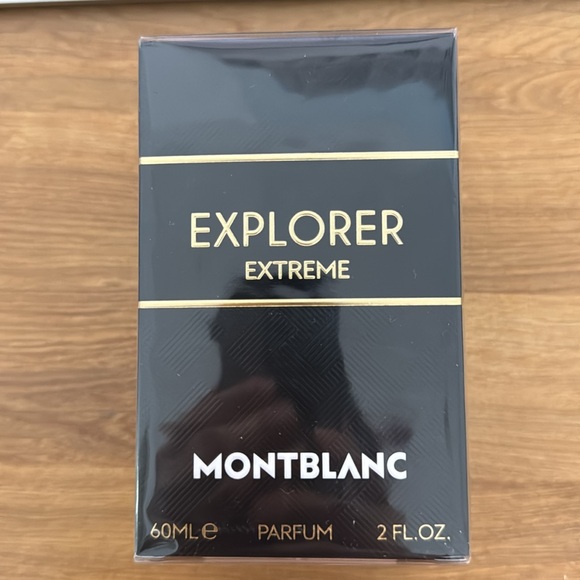 EXPLORER
EXTREME
MONTBLANC
60ML℮ PARFUM 2 FL.OZ.